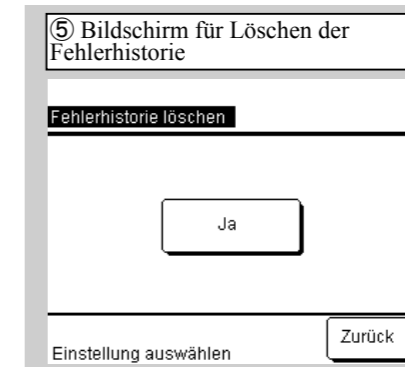 ⑤ Bildschirm für Löschen der
Fehlerhistorie
Fehlerhistorie löschen
Ja
Einstellung auswählen
Zurück